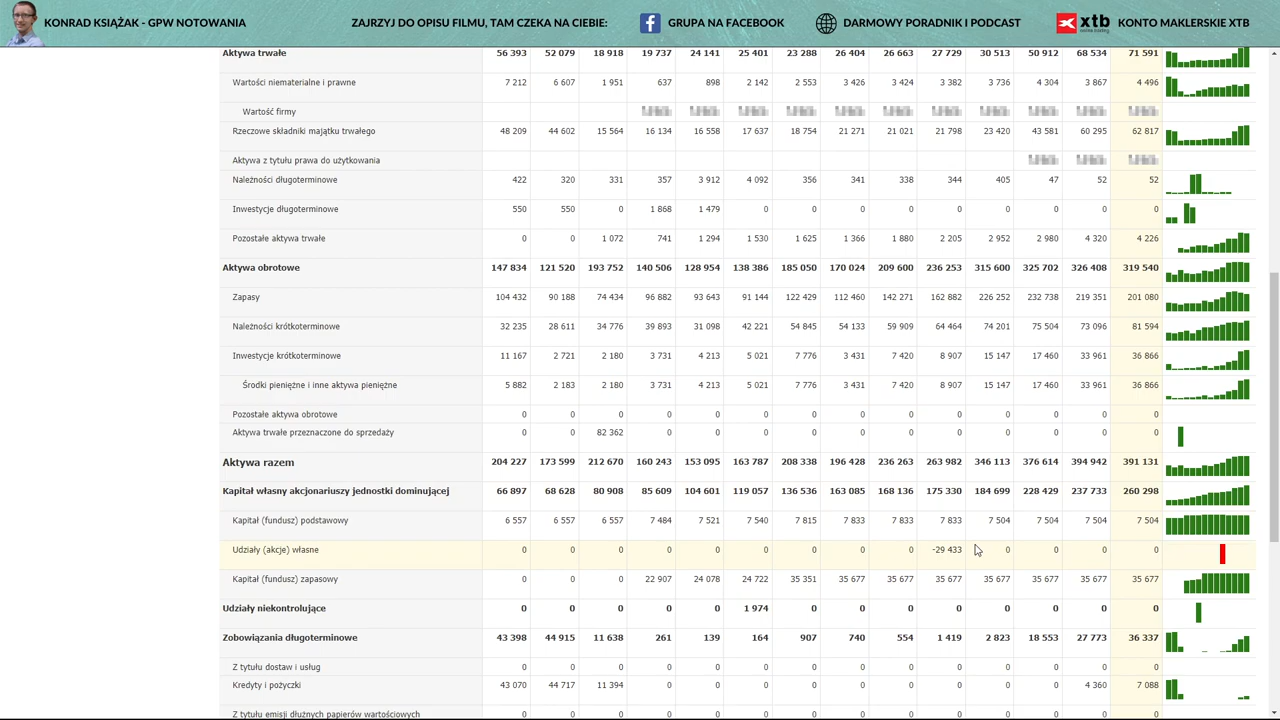 KONRAD KSIĄŻAK - GPW NOTOWANIA ZAJRZYJ DO OPISU FILMU, TAM CZEKA NA CIEBIE: GRUPA NA FACEBOOK DARMOWY PORADNIK I PODCAST xtb KONTO MAKLERSKIE XTB
Aktywa trwałe 56 393 52 079 18 918 19 737 24 141 25 401 23 288 26 404 26 663 27 729 30 513 50 912 68 534 71 591
Wartości niematerialne i prawne 7 212 6 607 1 951 637 898 2 142 2 553 3 426 3 424 3 382 3 736 4 304 3 867 4 496
Wartość firmy
Rzeczowe składniki majątku trwałego 48 209 44 602 15 564 16 134 16 558 17 637 18 754 21 271 21 021 21 798 23 420 43 581 60 295 62 817
Aktywa z tytułu prawa do użytkowania
Należności długoterminowe 422 320 331 357 3 912 4 092 356 341 338 344 405 47 52 52
Inwestycje długoterminowe 550 550 0 1 868 1 479 0 0 0 0 0 0 0 0 0
Pozostałe aktywa trwałe 0 0 1 072 741 1 294 1 530 1 625 1 366 1 880 2 205 2 952 2 980 4 320 4 226
Aktywa obrotowe 147 834 121 520 193 752 140 506 128 954 138 386 185 050 170 024 209 600 236 253 315 600 325 702 326 408 319 540
Zapasy 104 432 90 188 74 434 96 882 93 643 91 144 122 429 112 460 142 271 162 882 226 252 232 738 219 351 201 080
Należności krótkoterminowe 32 235 28 611 34 776 39 893 31 098 42 221 54 845 54 133 59 909 64 464 74 201 75 504 73 096 81 594
Inwestycje krótkoterminowe 11 167 2 721 2 180 3 731 4 213 5 021 7 776 3 431 7 420 8 907 15 147 17 460 33 961 36 866
Środki pieniężne i inne aktywa pieniężne 5 882 2 183 2 180 3 731 4 213 5 021 7 776 3 431 7 420 8 907 15 147 17 460 33 961 36 866
Pozostałe aktywa obrotowe 0 0 0 0 0 0 0 0 0 0 0 0 0 0
Aktywa trwałe przeznaczone do sprzedaży 0 0 82 362 0 0 0 0 0 0 0 0 0 0 0
Aktywa razem 204 227 173 599 212 670 160 243 153 095 163 787 208 338 196 428 236 263 263 982 346 113 376 614 394 942 391 131
Kapitał własny akcjonariuszy jednostki dominującej 66 897 68 628 80 908 85 609 104 601 119 057 136 536 163 085 168 136 175 330 184 699 228 429 237 733 260 298
Kapitał (fundusz) podstawowy 6 557 6 557 6 557 7 484 7 521 7 540 7 815 7 833 7 833 7 833 7 504 7 504 7 504 7 504
Udziały (akcje) własne 0 0 0 0 0 0 0 0 0 -29 433 0 0 0 0
Kapitał (fundusz) zapasowy 0 0 0 22 907 24 078 24 722 35 351 35 677 35 677 35 677 35 677 35 677 35 677 35 677
Udziały niekontrolujące 0 0 0 0 0 1 974 0 0 0 0 0 0 0 0
Zobowiązania długoterminowe 43 398 44 915 11 638 261 139 164 907 740 554 1 419 2 823 18 553 27 773 36 337
Z tytułu dostaw i usług 0 0 0 0 0 0 0 0 0 0 0 0 0 0
Kredyty i pożyczki 43 070 44 717 11 394 0 0 0 0 0 0 0 0 0 4 360 7 088
Z tytułu emisji dłużnych papierów wartościowych 0 0 0 0 0 0 0 0 0 0 0 0 0 0